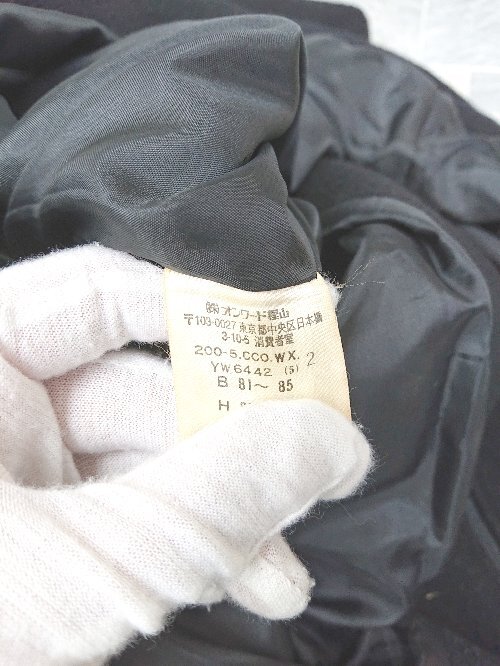 ㈱オンワード樫山
〒103-0027 東京都中央区日本橋
3-10-5 消費者室
200-5.CCO.WX.
YW6442 (5) 2
B 81〜 85
H